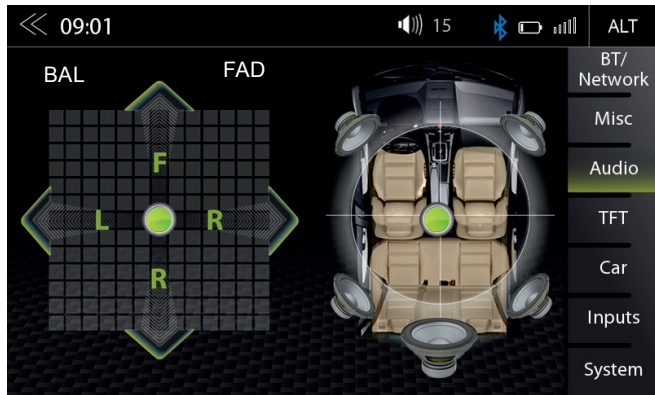 09:01
15
ALT
BAL
FAD
F
L
R
R
BT/
Network
Misc
Audio
TFT
Car
Inputs
System